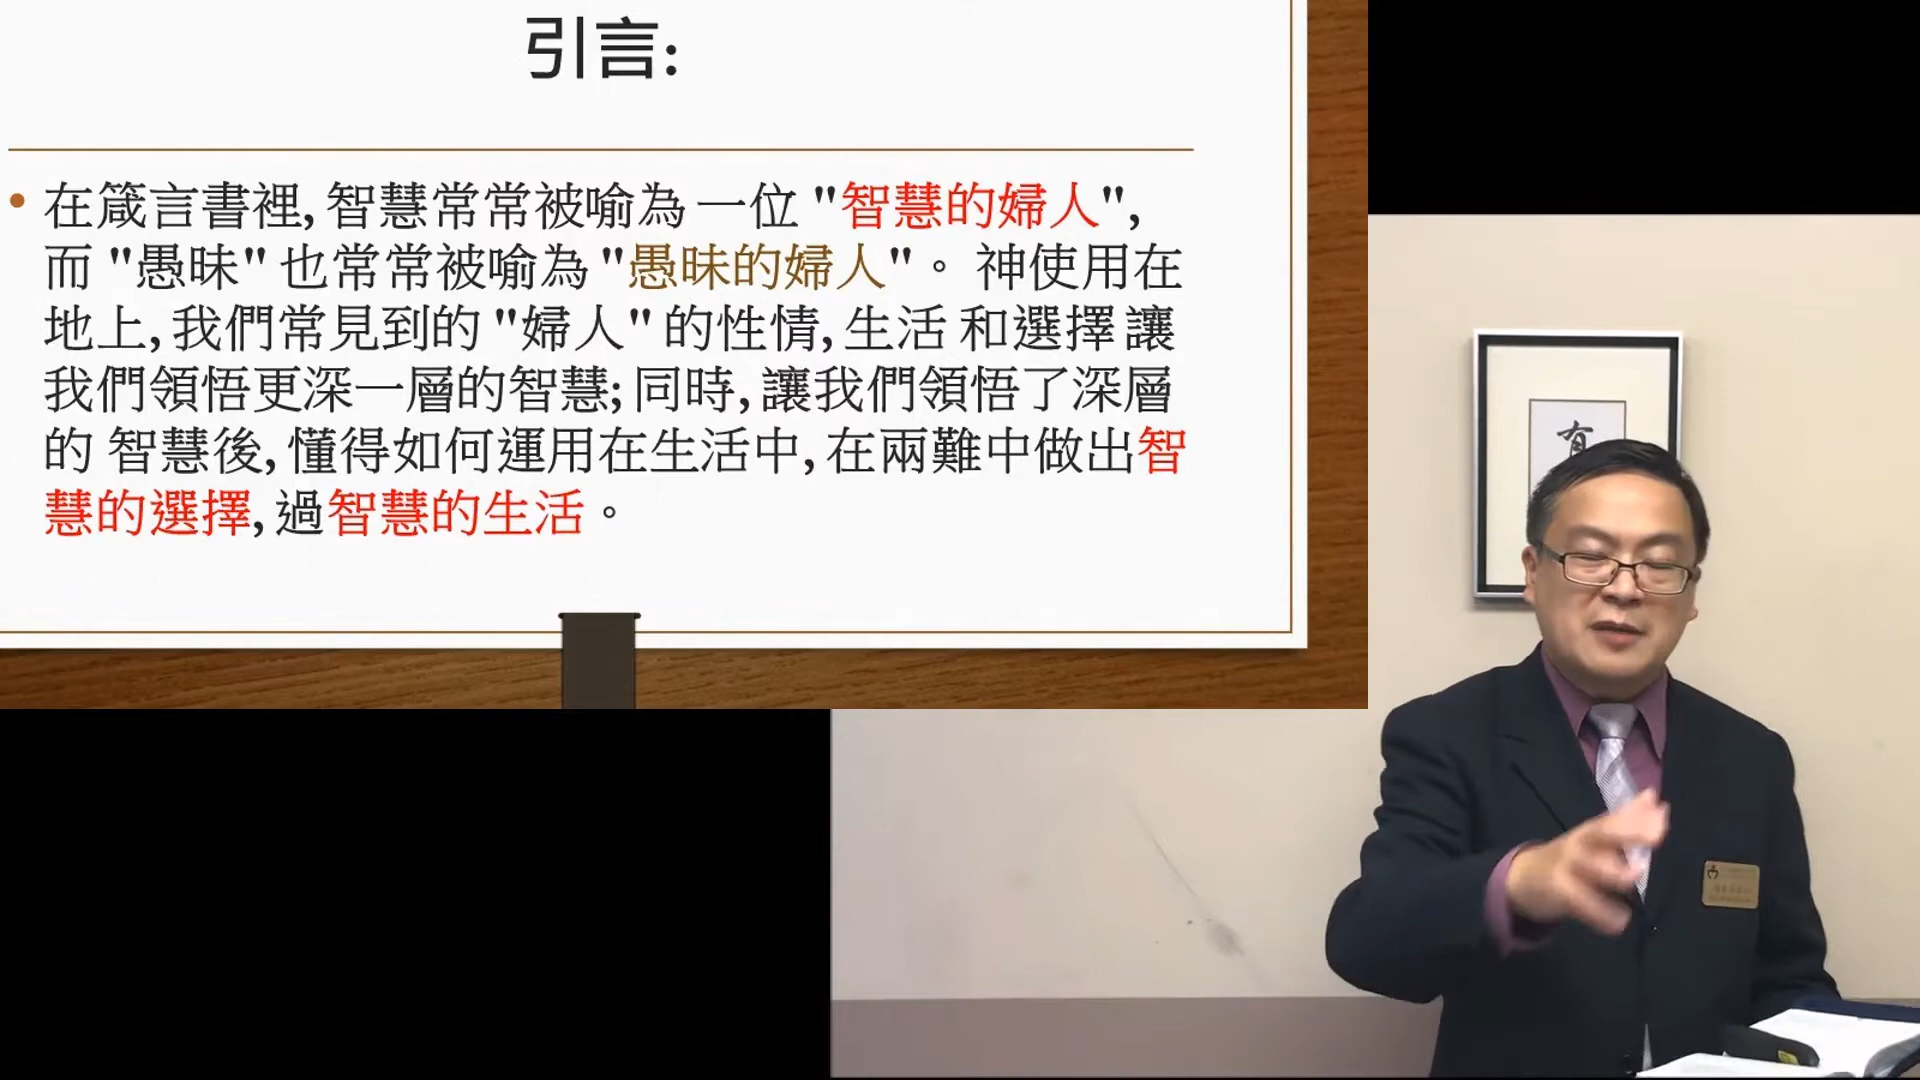 引言:
• 在箴言書裡, 智慧常常被喻為 一位 "智慧的婦人",
而 "愚昧" 也常常被喻為 "愚昧的婦人"。 神使用在
地上, 我們常見到的 "婦人" 的性情, 生活 和選擇 讓
我們領悟更深一層的智慧; 同時, 讓我們領悟了深層
的 智慧後, 懂得如何運用在生活中, 在兩難中做出智
慧的選擇, 過智慧的生活。
有